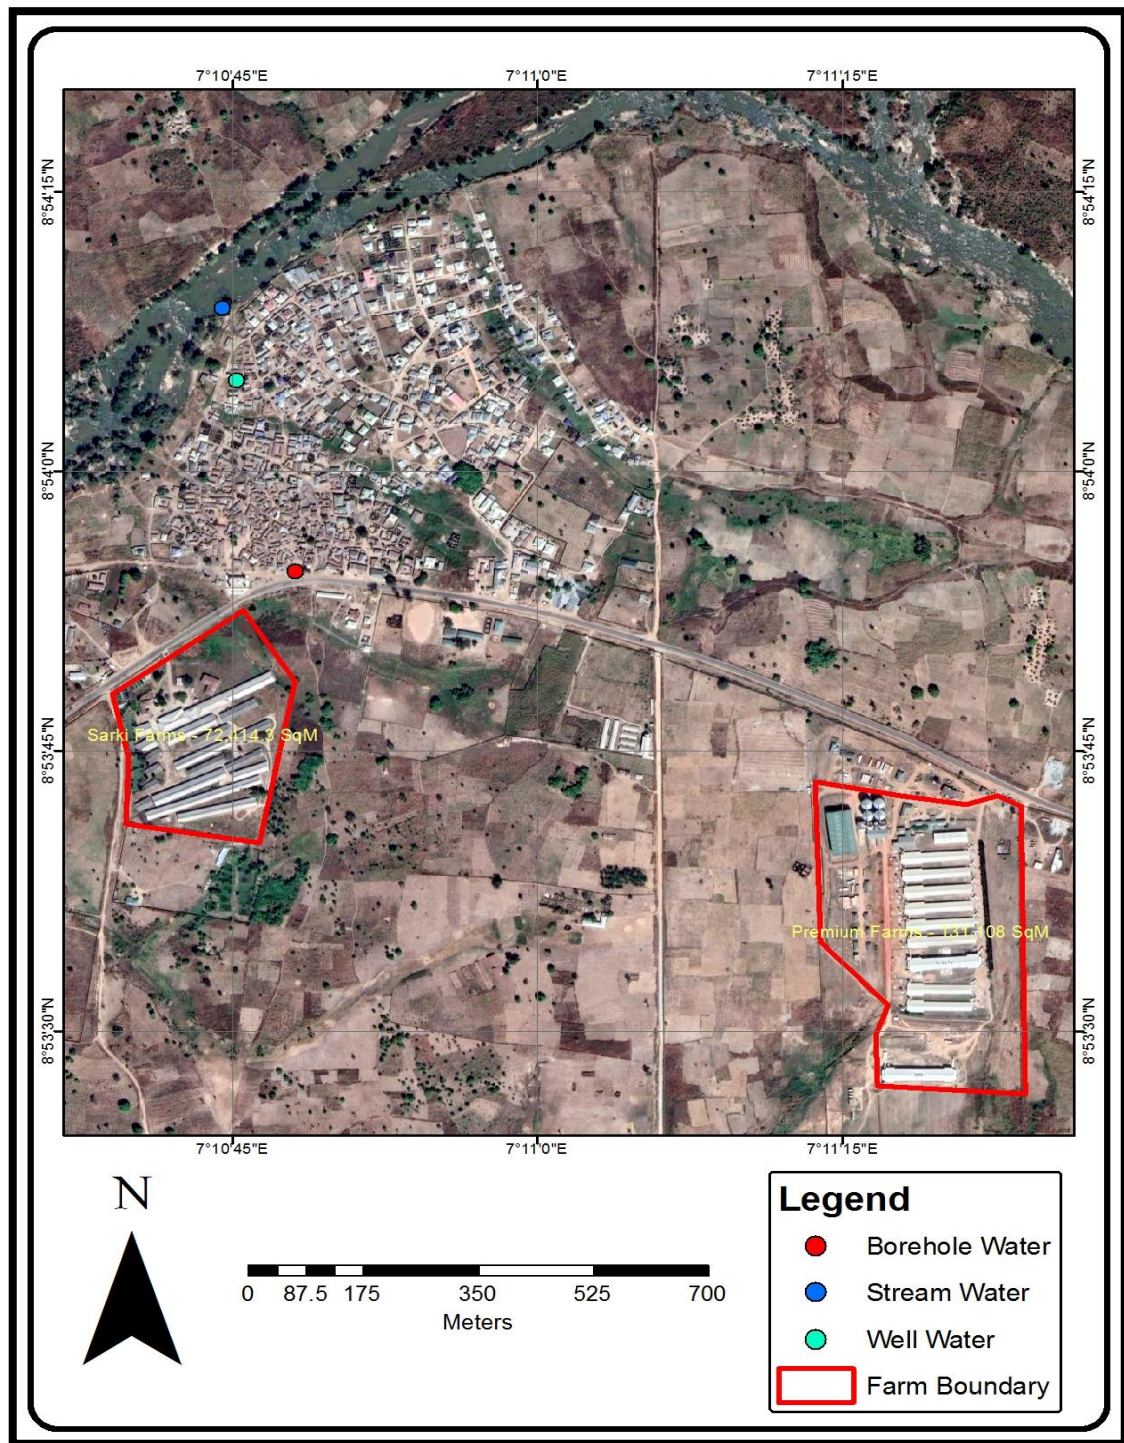 7°10'45"E 7°11'0"E 7°11'15"E
8°54'15"N 8°54'15"N
8°54'0"N 8°54'0"N
Sarki Farms - 72,414.3 SqM
8°53'45"N 8°53'45"N
Premium Farms - 131,108 SqM
8°53'30"N 8°53'30"N
7°10'45"E 7°11'0"E 7°11'15"E
N
0 87.5 175 350 525 700
Meters
Legend
Borehole Water
Stream Water
Well Water
Farm Boundary